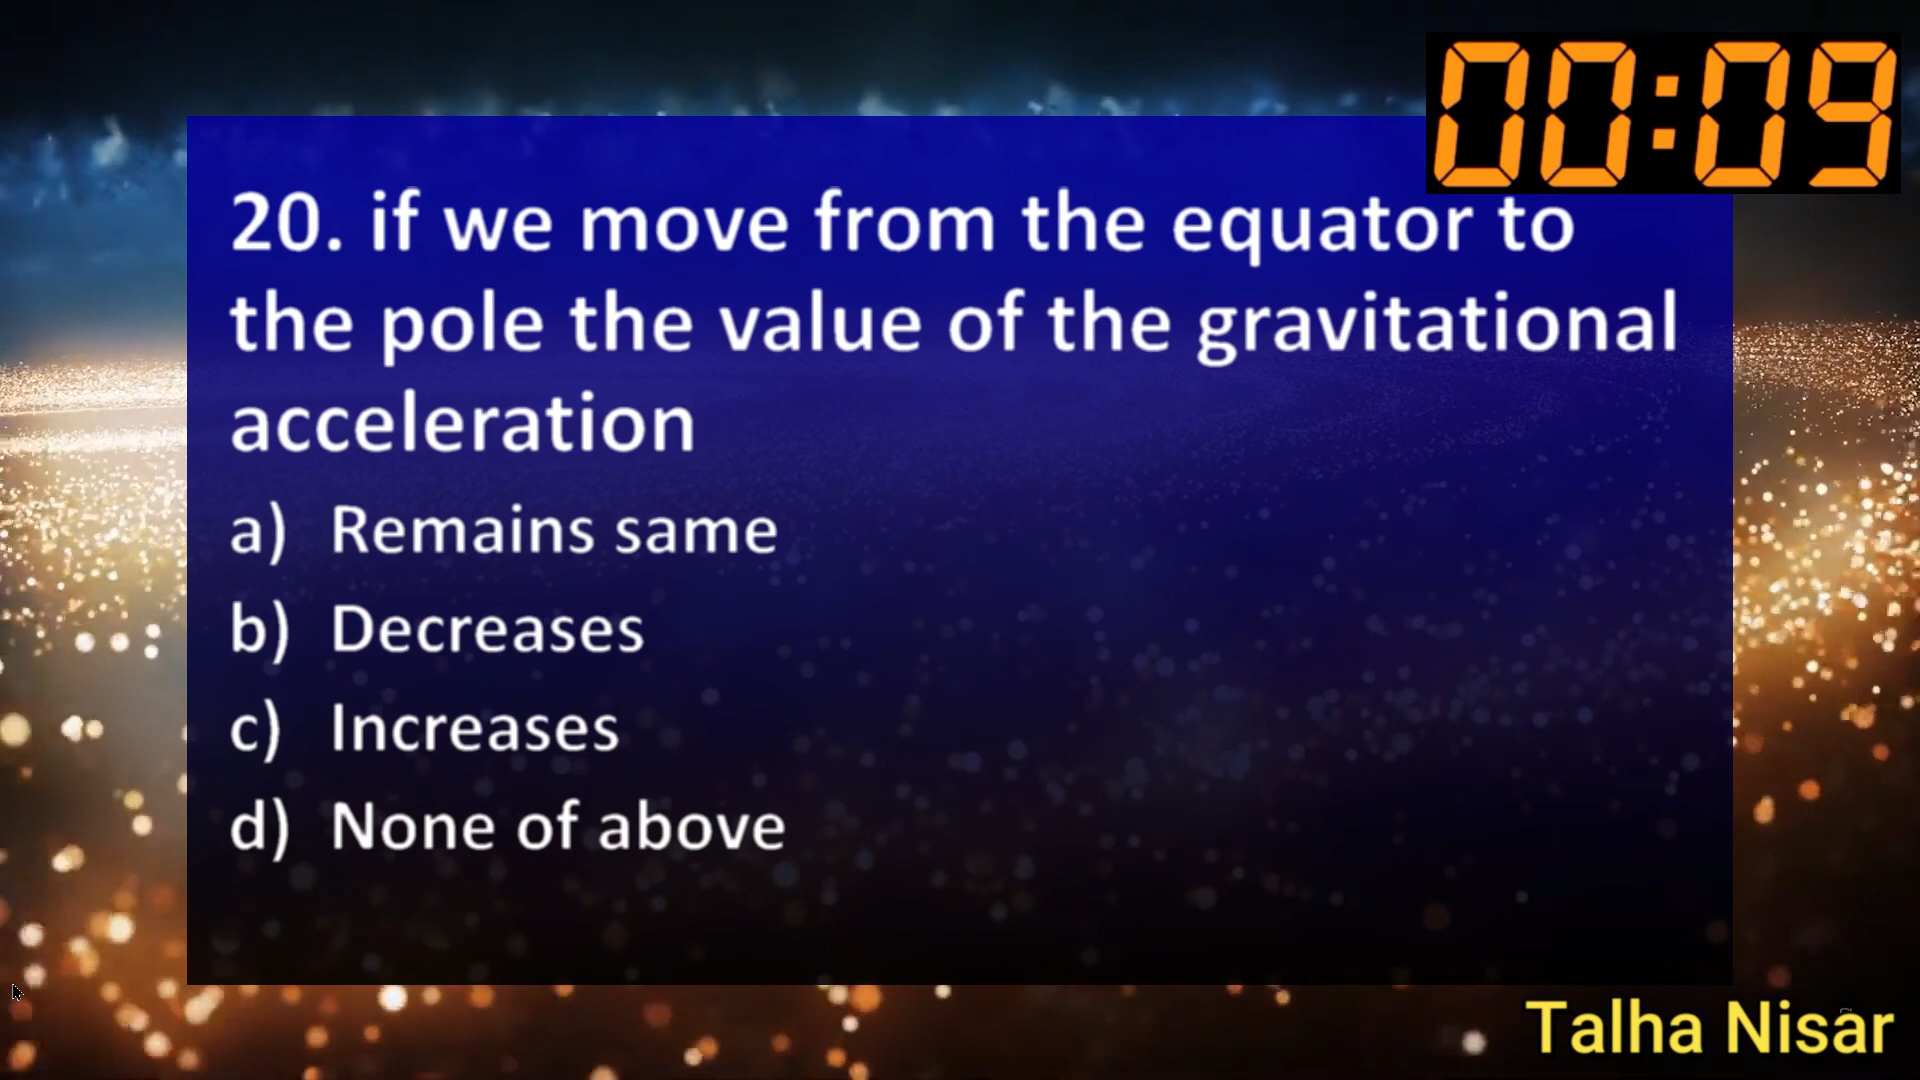 00:09
20. if we move from the equator to
the pole the value of the gravitational
acceleration
a) Remains same
b) Decreases
c) Increases
d) None of above
Talha Nisar